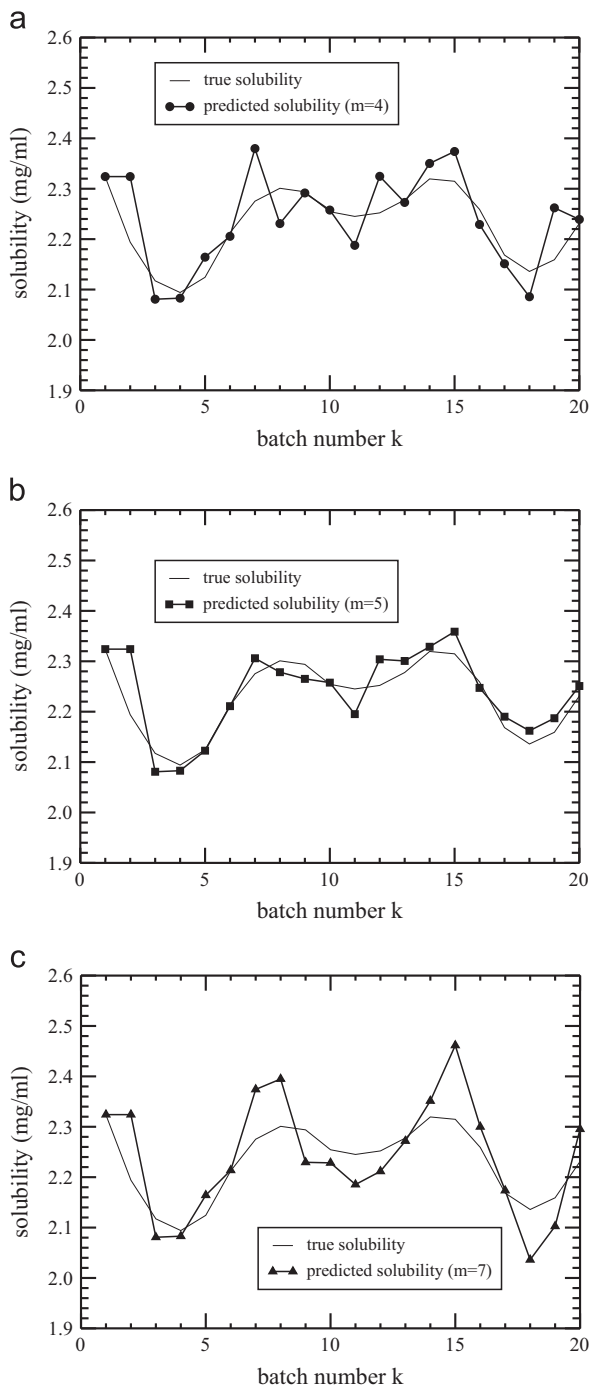 a
2.6
2.5
2.4
2.3
2.2
2.1
2.0
1.9
solubility (mg/ml)
true solubility
predicted solubility (m=4)
0 5 10 15 20
batch number k
b
2.6
2.5
2.4
2.3
2.2
2.1
2.0
1.9
solubility (mg/ml)
true solubility
predicted solubility (m=5)
0 5 10 15 20
batch number k
c
2.6
2.5
2.4
2.3
2.2
2.1
2.0
1.9
solubility (mg/ml)
true solubility
predicted solubility (m=7)
0 5 10 15 20
batch number k